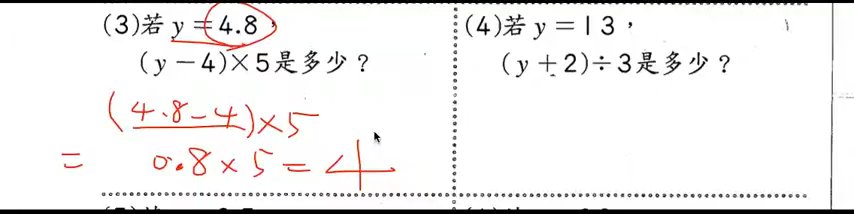 (3)若 y = 4.8，
(y－4)×5是多少？
(4.8-4)×5
= 0.8×5=4
(4)若 y = 13，
(y＋2)÷3是多少？